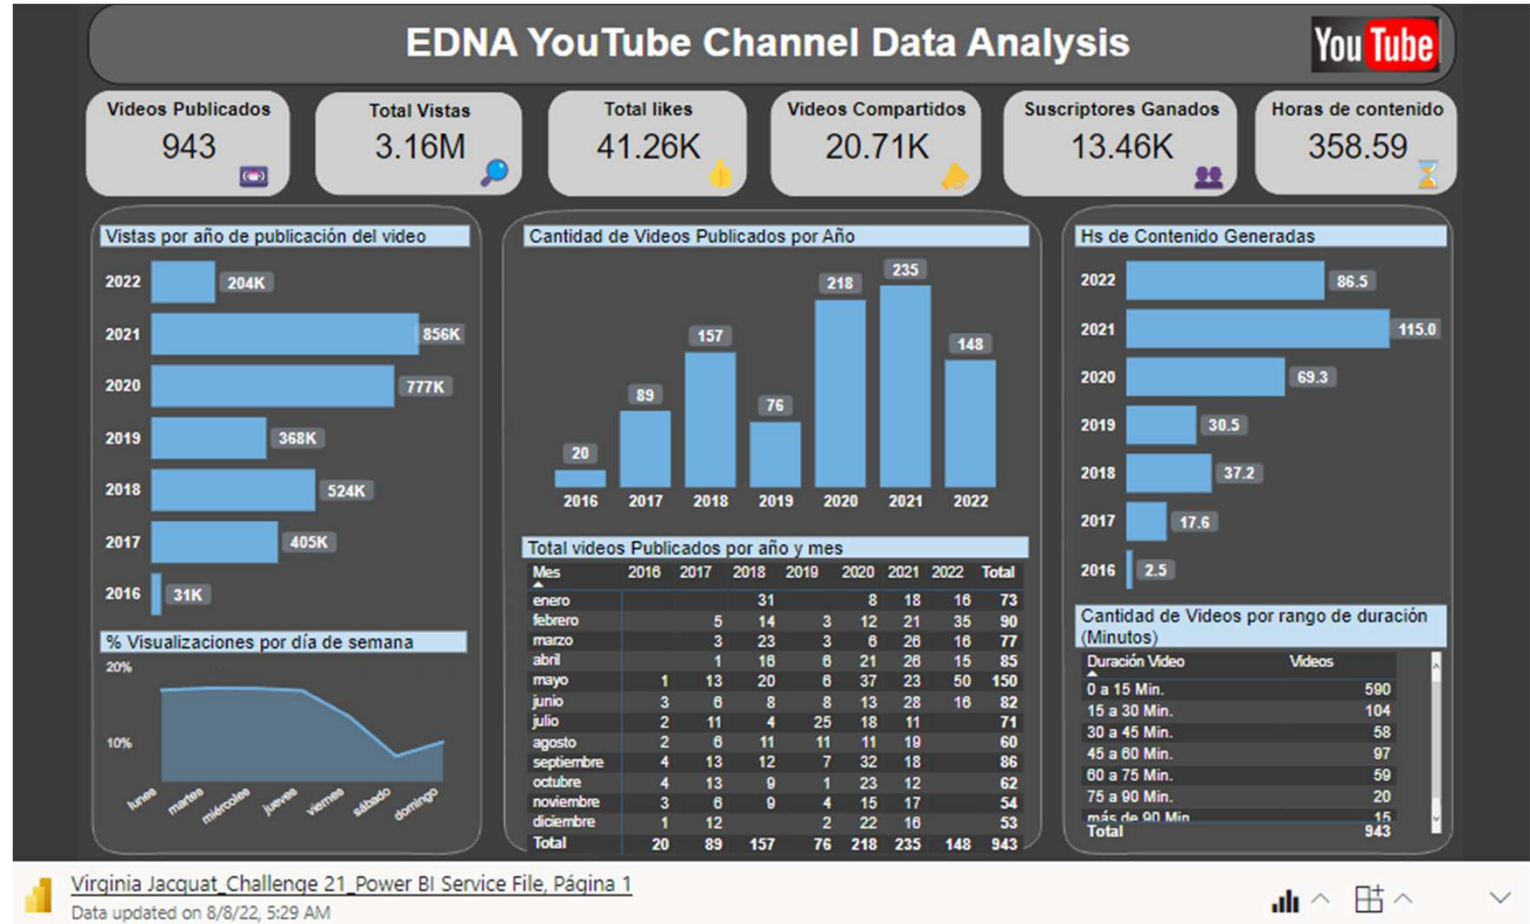 EDNA YouTube Channel Data Analysis
YouTube
Videos Publicados
943
Total Vistas
3.16M
Total likes
41.26K
Videos Compartidos
20.71K
Suscriptores Ganados
13.46K
Horas de contenido
358.59
Vistas por año de publicación del video
2022 204K
2021 856K
2020 777K
2019 368K
2018 524K
2017 405K
2016 31K
% Visualizaciones por día de semana
20%
10%
lunes martes miércoles jueves viernes sábado domingo
Cantidad de Videos Publicados por Año
20 89 157 76 218 235 148
2016 2017 2018 2019 2020 2021 2022
Total videos Publicados por año y mes
Mes 2016 2017 2018 2019 2020 2021 2022 Total
enero 31 8 18 16 73
febrero 5 14 3 12 21 35 90
marzo 3 23 3 6 26 16 77
abril 1 16 6 21 26 15 85
mayo 1 13 20 6 37 23 50 150
junio 3 6 8 8 13 28 16 82
julio 2 11 4 25 18 11 71
agosto 2 6 11 11 11 19 60
septiembre 4 13 12 7 32 18 86
octubre 4 13 9 1 23 12 62
noviembre 3 6 9 4 15 17 54
diciembre 1 12 2 22 16 53
Total 20 89 157 76 218 235 148 943
Hs de Contenido Generadas
2022 86.5
2021 115.0
2020 69.3
2019 30.5
2018 37.2
2017 17.6
2016 2.5
Cantidad de Videos por rango de duración
(Minutos)
Duración Video Videos
0 a 15 Min. 590
15 a 30 Min. 104
30 a 45 Min. 58
45 a 60 Min. 97
60 a 75 Min. 59
75 a 90 Min. 20
más de 90 Min 15
Total 943
Virginia Jacquat_Challenge 21_Power BI Service File, Página 1
Data updated on 8/8/22, 5:29 AM